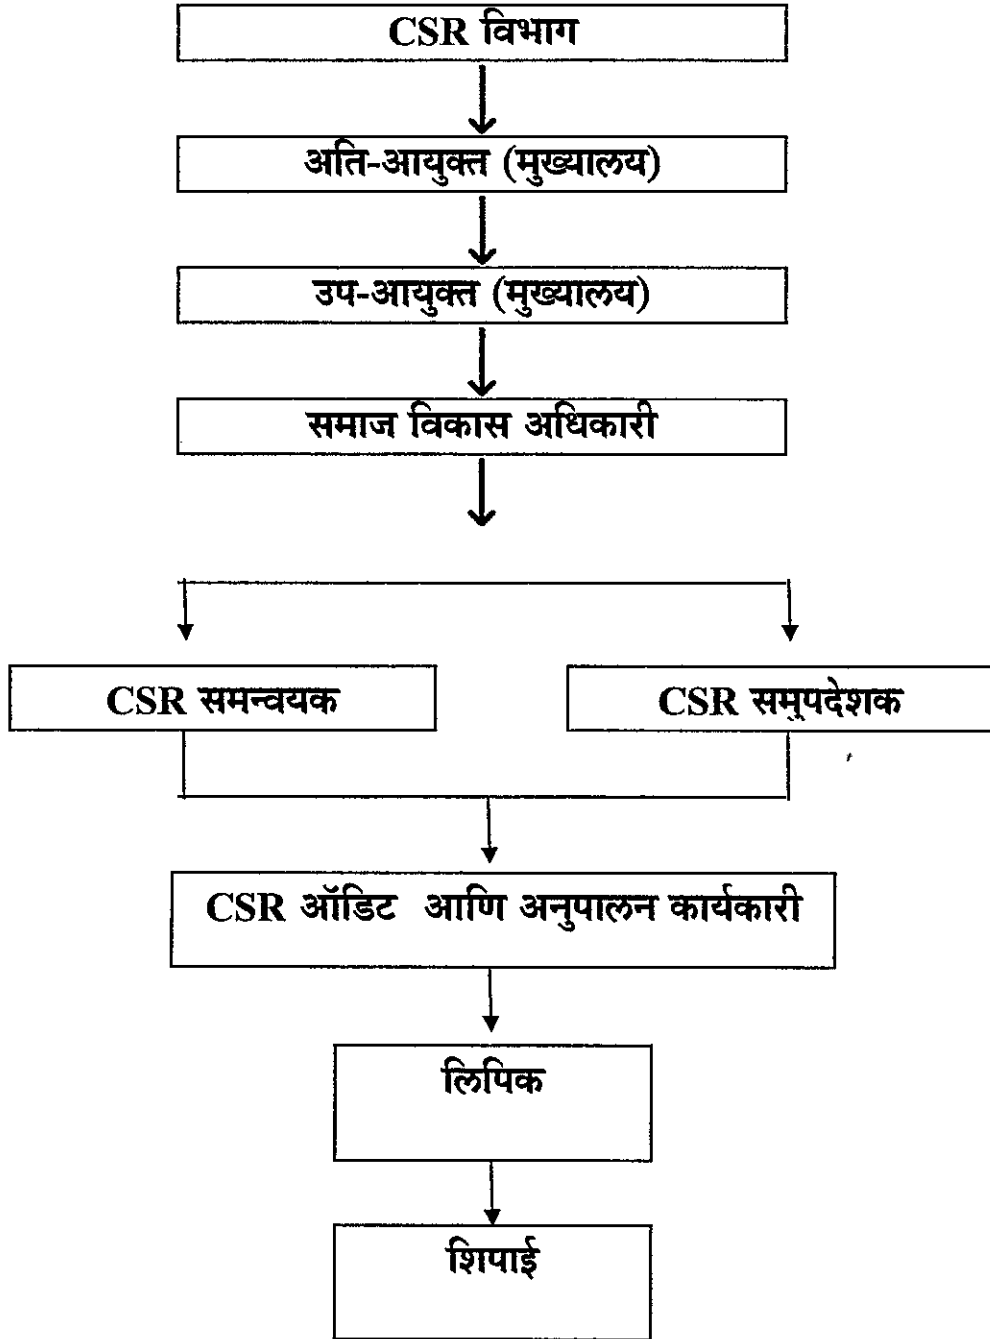 CSR विभाग
अति-आयुक्त (मुख्यालय)
उप-आयुक्त (मुख्यालय)
समाज विकास अधिकारी
CSR समन्वयक
CSR समुपदेशक
CSR ऑडिट आणि अनुपालन कार्यकारी
लिपिक
शिपाई